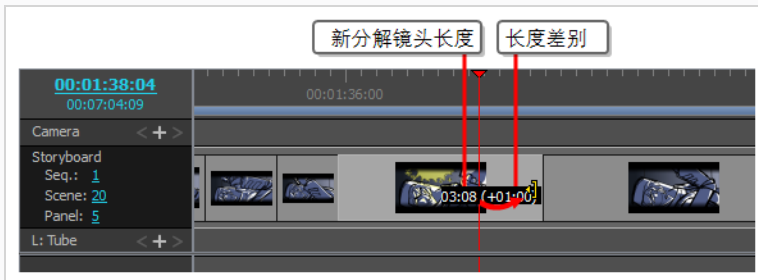 新分解镜头长度
长度差别
00:01:38:04
00:07:04:09
00:01:36:00
Camera < + >
Storyboard
Seq.: 1
Scene: 20
Panel: 5
03:08 (+01:00)
L: Tube < + >